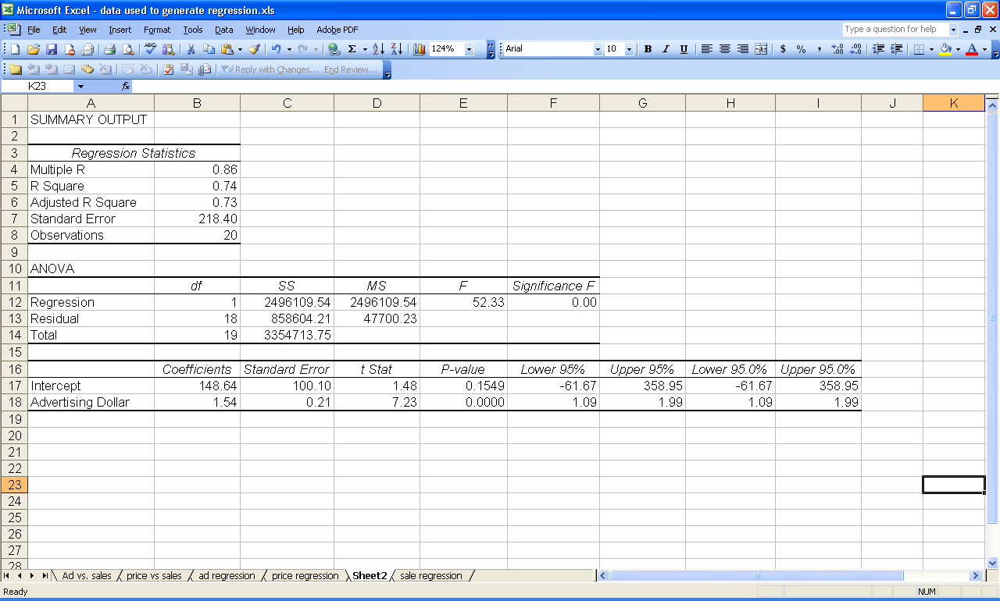 Microsoft Excel - data used to generate regression.xls
File Edit View Insert Format Tools Data Window Help Adobe PDF
Type a question for help
124%
Arial 10 B I U $ % ,
Reply with Changes... End Review...
K23 fx
A B C D E F G H I J K
1 SUMMARY OUTPUT
2
3 Regression Statistics
4 Multiple R 0.86
5 R Square 0.74
6 Adjusted R Square 0.73
7 Standard Error 218.40
8 Observations 20
9
10 ANOVA
11 df SS MS F Significance F
12 Regression 1 2496109.54 2496109.54 52.33 0.00
13 Residual 18 858604.21 47700.23
14 Total 19 3354713.75
15
16 Coefficients Standard Error t Stat P-value Lower 95% Upper 95% Lower 95.0% Upper 95.0%
17 Intercept 148.64 100.10 1.48 0.1549 -61.67 358.95 -61.67 358.95
18 Advertising Dollar 1.54 0.21 7.23 0.0000 1.09 1.99 1.09 1.99
19
20
21
22
23
24
25
26
27
28
Ad vs. sales price vs sales ad regression price regression Sheet2 sale regression
Ready NUM